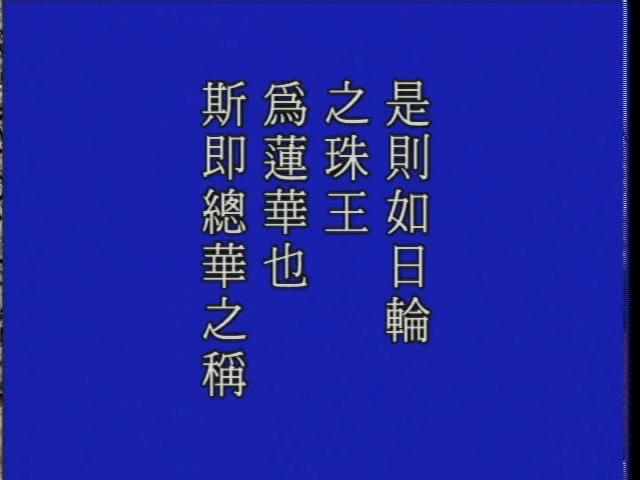 是則如日輪
之珠王
爲蓮華也
斯即總華之稱